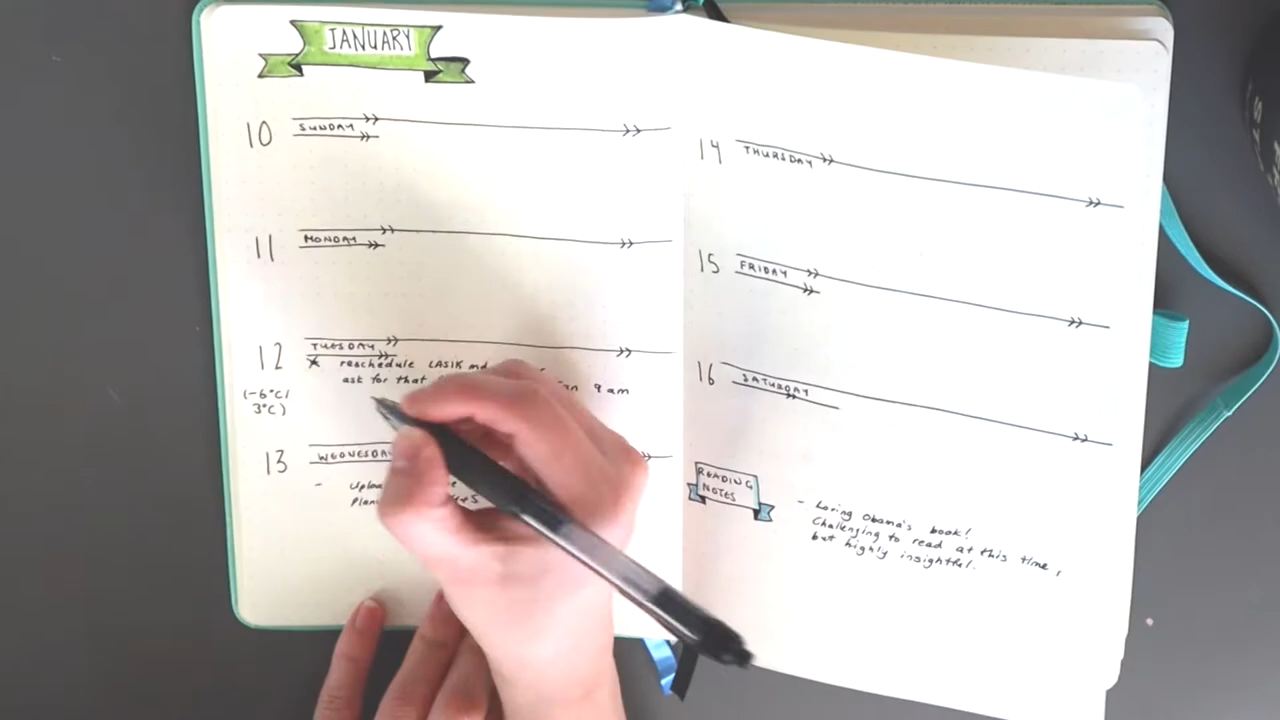 JANUARY
10 SUNDAY
11 MONDAY
12 TUESDAY
* reschedule LASIK md
ask for that 9 am
(-6°C/
3°C)
13 WEDNESDAY
-
Plan
14 THURSDAY
15 FRIDAY
16 SATURDAY
READING
NOTES
- Loving Obama's book!
Challenging to read at this time,
but highly insightful.